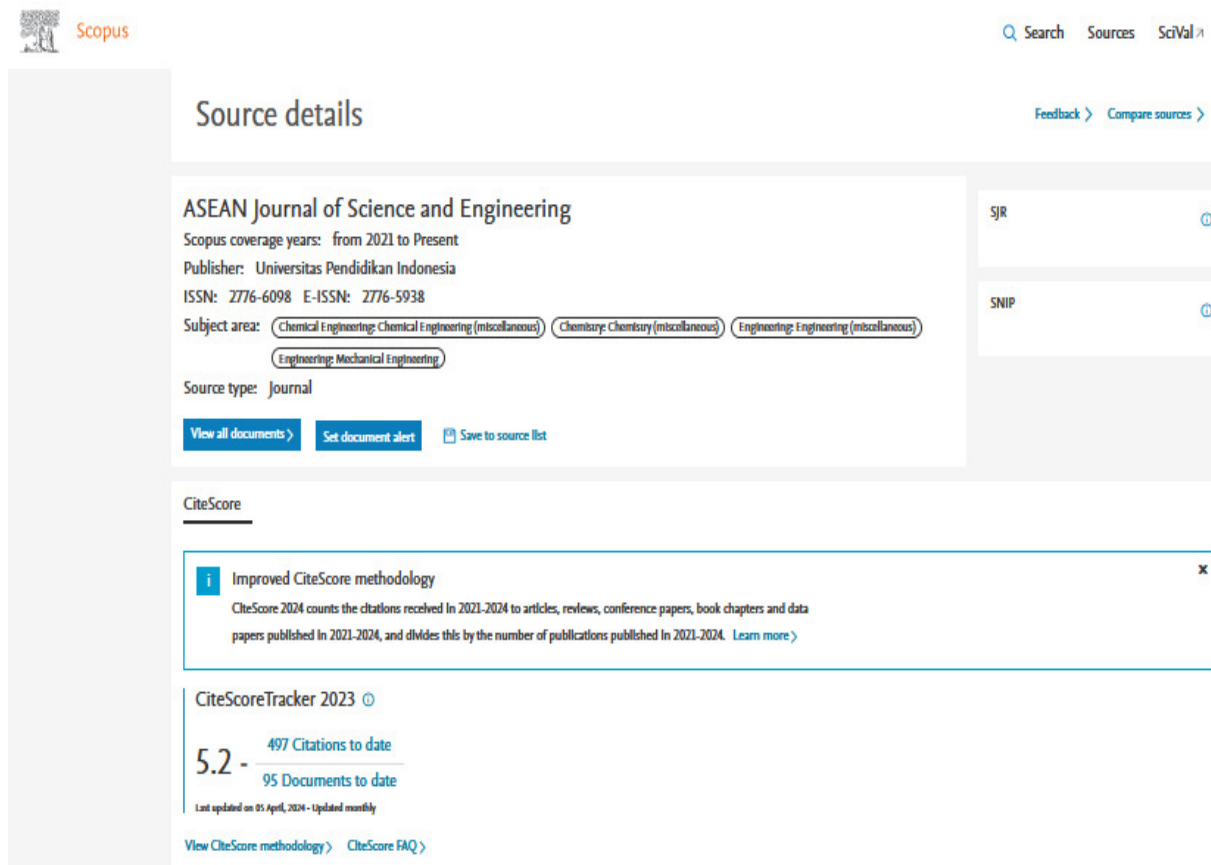 Scopus
Search Sources SciVal
Source details
Feedback Compare sources
ASEAN Journal of Science and Engineering
Scopus coverage years: from 2021 to Present
Publisher: Universitas Pendidikan Indonesia
ISSN: 2776-6098 E-ISSN: 2776-5938
Subject area: Chemical Engineering: Chemical Engineering (miscellaneous) Chemistry: Chemistry (miscellaneous) Engineering: Engineering (miscellaneous)
Engineering: Mechanical Engineering
Source type: Journal
View all documents > Set document alert Save to source list
SJR
SNIP
CiteScore
i Improved CiteScore methodology x
CiteScore 2024 counts the citations received in 2021-2024 to articles, reviews, conference papers, book chapters and data
papers published in 2021-2024, and divides this by the number of publications published in 2021-2024. Learn more >
CiteScoreTracker 2023
5.2 - 497 Citations to date
95 Documents to date
Last updated on 05 April, 2024 • Updated monthly
View CiteScore methodology > CiteScore FAQ >